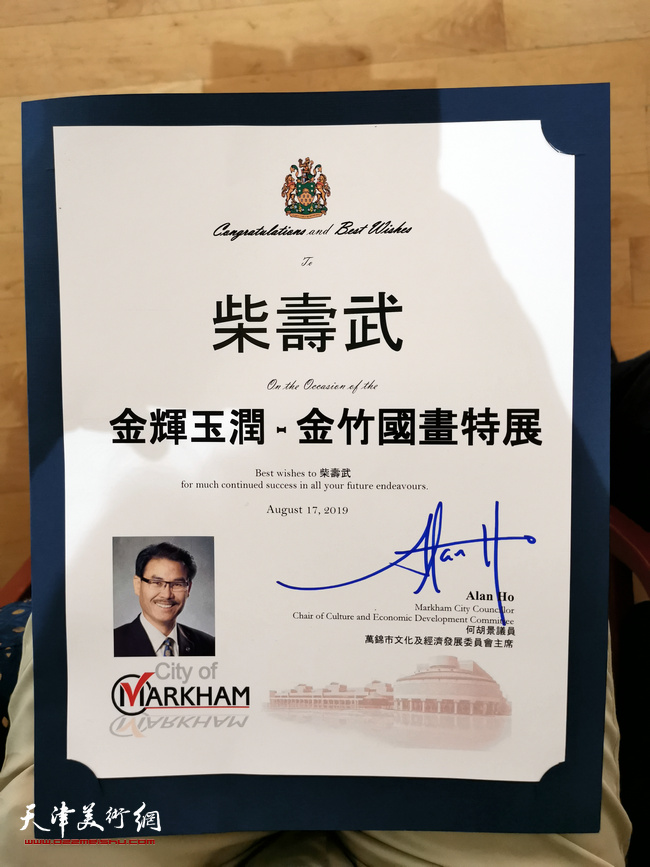 Congratulations and Best Wishes
To
柴壽武
On the Occasion of the
金輝玉潤 - 金竹國畫特展
Best wishes to 柴壽武
for much continued success in all your future endeavours.
August 17, 2019
Alan Ho
Alan Ho
Markham City Councillor
Chair of Culture and Economic Development Committee
何胡景議員
萬錦市文化及經濟發展委員會主席
City of
MARKHAM
天津美術網